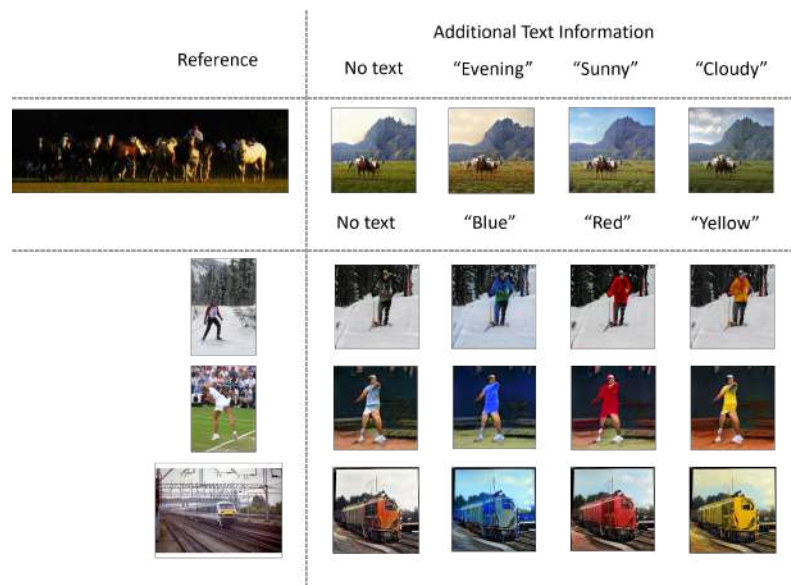 Additional Text Information
Reference
No text “Evening” “Sunny” “Cloudy”
No text “Blue” “Red” “Yellow”